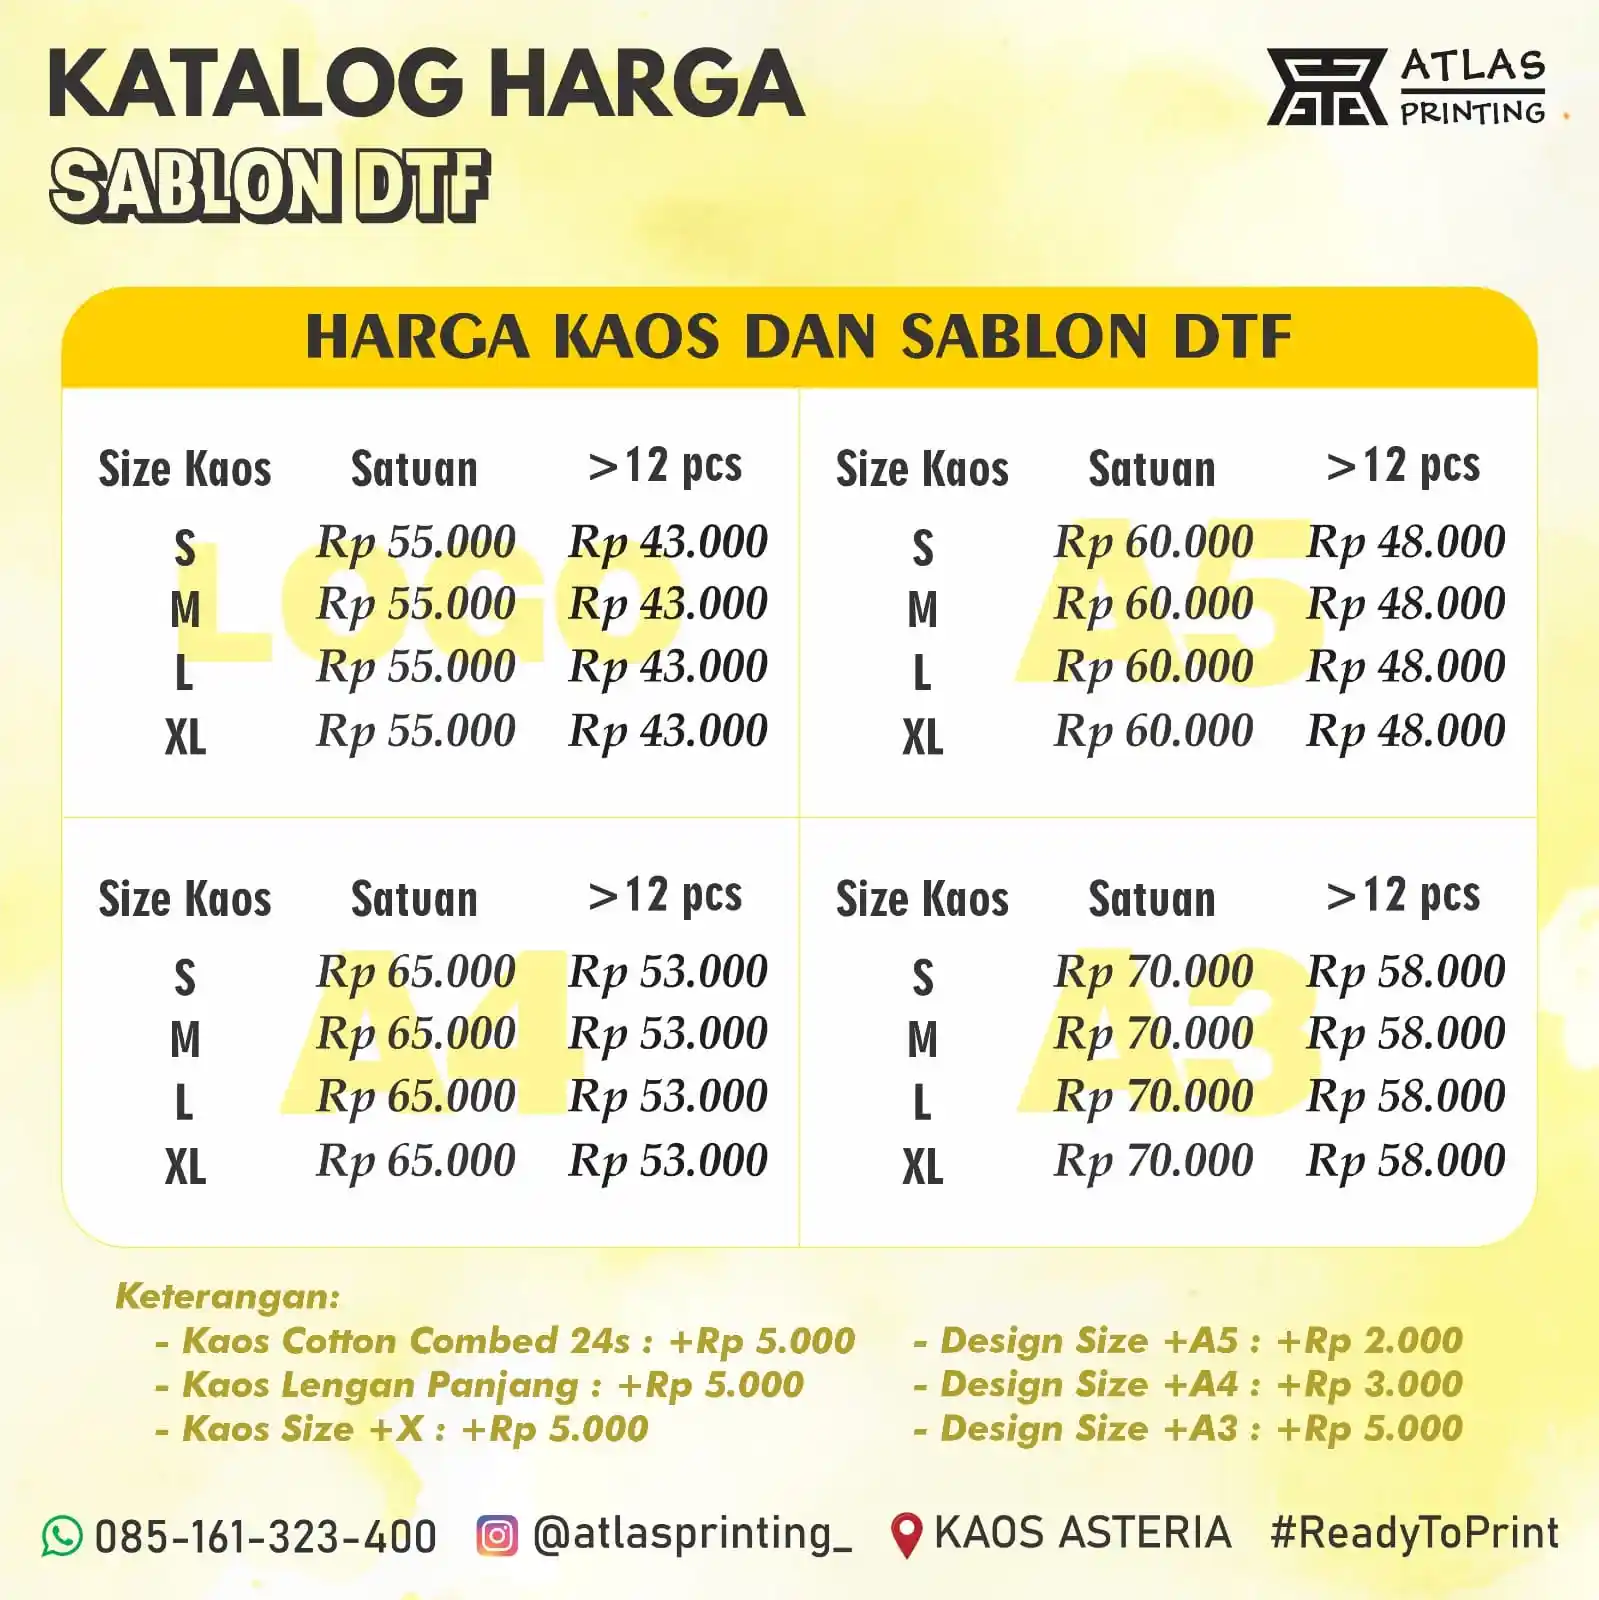 KATALOG HARGA
SABLON DTF
ATLAS
PRINTING
HARGA KAOS DAN SABLON DTF
LOGO
Size Kaos Satuan >12 pcs
S Rp 55.000 Rp 43.000
M Rp 55.000 Rp 43.000
L Rp 55.000 Rp 43.000
XL Rp 55.000 Rp 43.000
A5
Size Kaos Satuan >12 pcs
S Rp 60.000 Rp 48.000
M Rp 60.000 Rp 48.000
L Rp 60.000 Rp 48.000
XL Rp 60.000 Rp 48.000
A4
Size Kaos Satuan >12 pcs
S Rp 65.000 Rp 53.000
M Rp 65.000 Rp 53.000
L Rp 65.000 Rp 53.000
XL Rp 65.000 Rp 53.000
A3
Size Kaos Satuan >12 pcs
S Rp 70.000 Rp 58.000
M Rp 70.000 Rp 58.000
L Rp 70.000 Rp 58.000
XL Rp 70.000 Rp 58.000
Keterangan:
- Kaos Cotton Combed 24s : +Rp 5.000
- Kaos Lengan Panjang : +Rp 5.000
- Kaos Size +X : +Rp 5.000
- Design Size +A5 : +Rp 2.000
- Design Size +A4 : +Rp 3.000
- Design Size +A3 : +Rp 5.000
085-161-323-400 @atlasprinting_ KAOS ASTERIA #ReadyToPrint